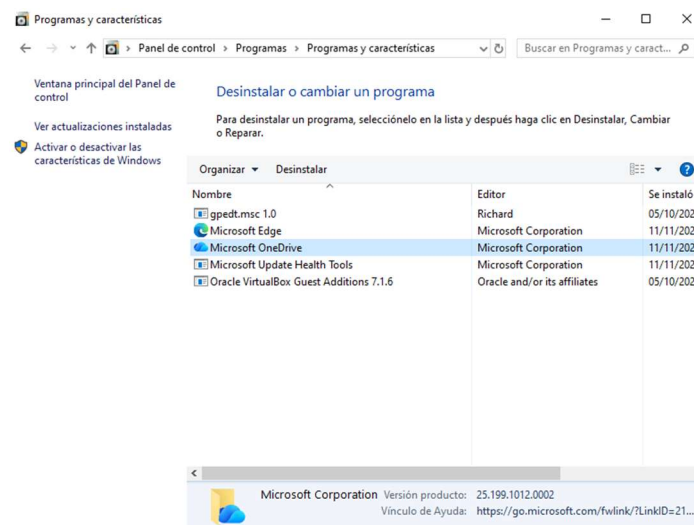 Programas y características
Panel de control > Programas > Programas y características
Buscar en Programas y caract...
Ventana principal del Panel de
control
Ver actualizaciones instaladas
Activar o desactivar las
características de Windows
Desinstalar o cambiar un programa
Para desinstalar un programa, selecciónelo en la lista y después haga clic en Desinstalar, Cambiar
o Reparar.
Organizar Desinstalar
Nombre Editor Se instaló
gpedt.msc 1.0 Richard 05/10/202
Microsoft Edge Microsoft Corporation 11/11/202
Microsoft OneDrive Microsoft Corporation 11/11/202
Microsoft Update Health Tools Microsoft Corporation 11/11/202
Oracle VirtualBox Guest Additions 7.1.6 Oracle and/or its affiliates 05/10/202
Microsoft Corporation Versión producto: 25.199.1012.0002
Vínculo de Ayuda: https://go.microsoft.com/fwlink/?LinkID=21...